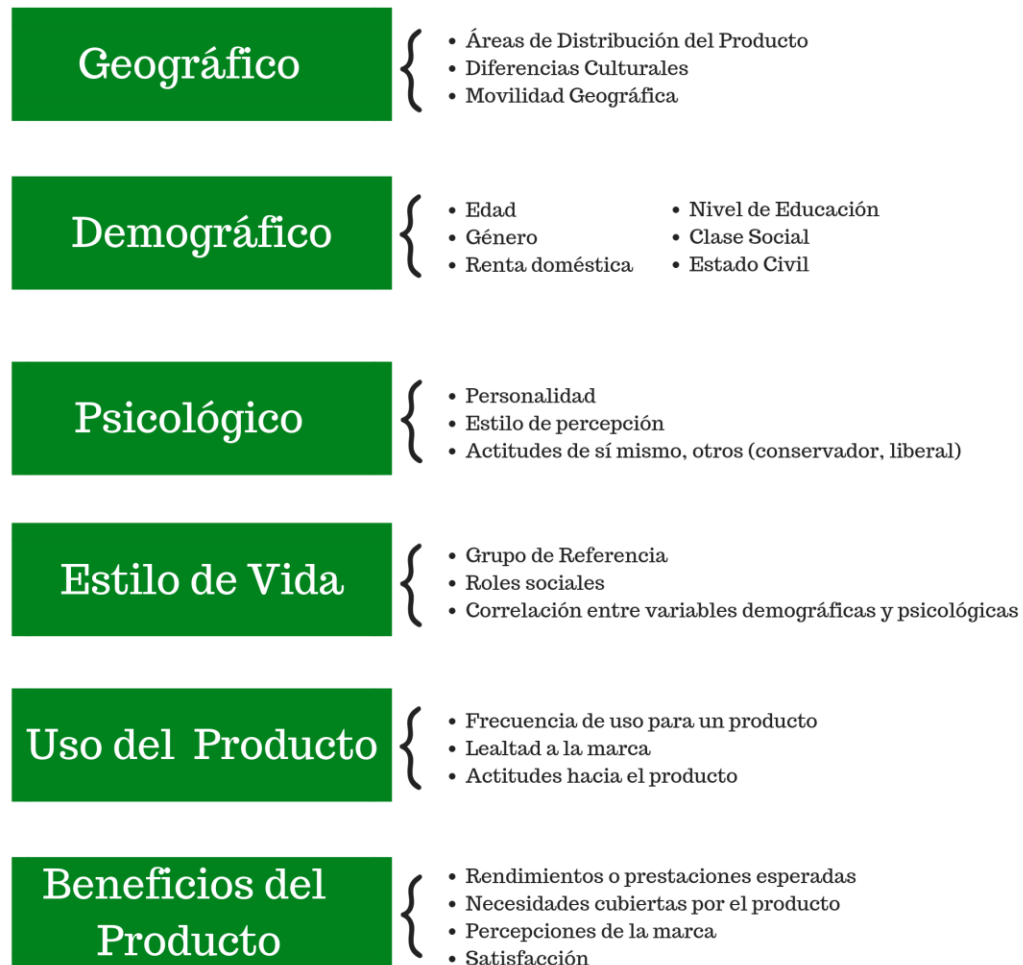 Geográfico
• Áreas de Distribución del Producto
• Diferencias Culturales
• Movilidad Geográfica
Demográfico
• Edad
• Género
• Renta doméstica
• Nivel de Educación
• Clase Social
• Estado Civil
Psicológico
• Personalidad
• Estilo de percepción
• Actitudes de sí mismo, otros (conservador, liberal)
Estilo de Vida
• Grupo de Referencia
• Roles sociales
• Correlación entre variables demográficas y psicológicas
Uso del Producto
• Frecuencia de uso para un producto
• Lealtad a la marca
• Actitudes hacia el producto
Beneficios del
Producto
• Rendimientos o prestaciones esperadas
• Necesidades cubiertas por el producto
• Percepciones de la marca
• Satisfacción